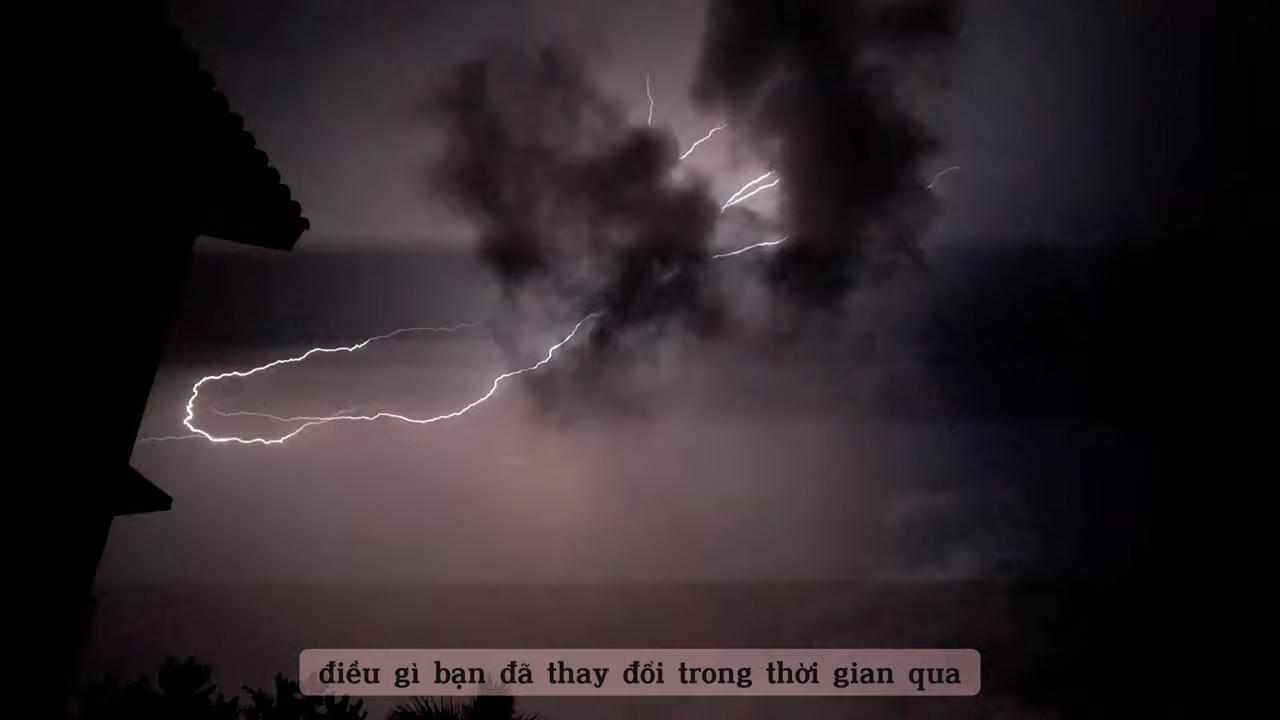 điều gì bạn đã thay đổi trong thời gian qua